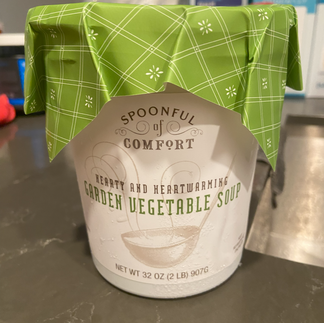 SPOONFUL
of
COMFORT
HEARTY AND HEARTWARMING
GARDEN VEGETABLE SOUP
NET WT 32 OZ (2 LB) 907G